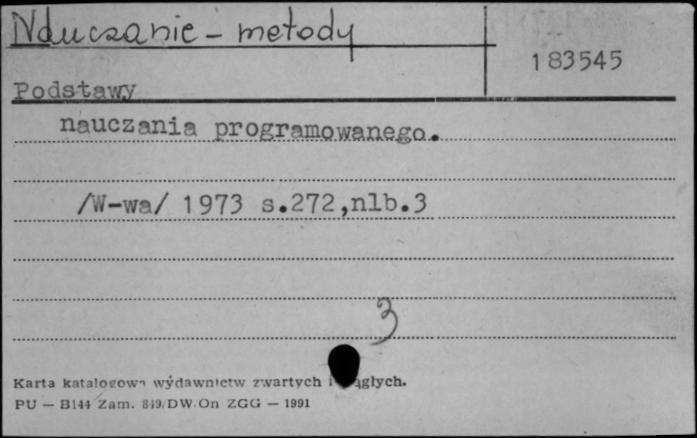 Nauczanie - metody
183545
Podstawy
nauczania programowanego.
/W-wa/ 1973 s.272,nlb.3
3
Karta katalogowa wydawnictw zwartych i ciągłych.
PU — B144 Zam. 849/DW/On ZGG — 1991